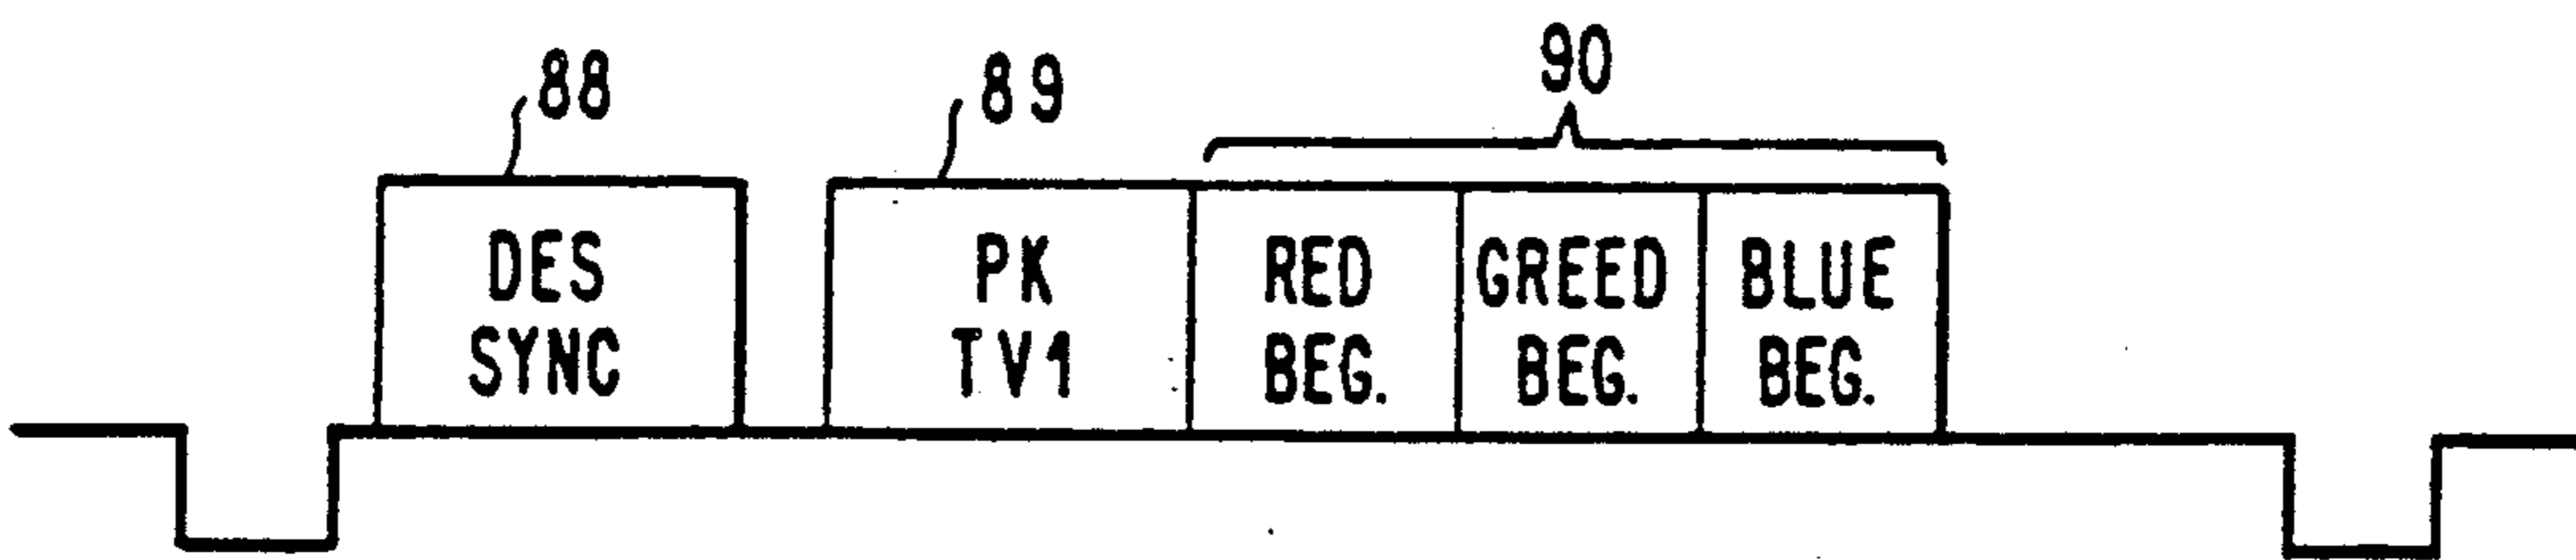 88
89
90
DES
SYNC
PK
TV1
RED
BEG.
GREED
BEG.
BLUE
BEG.